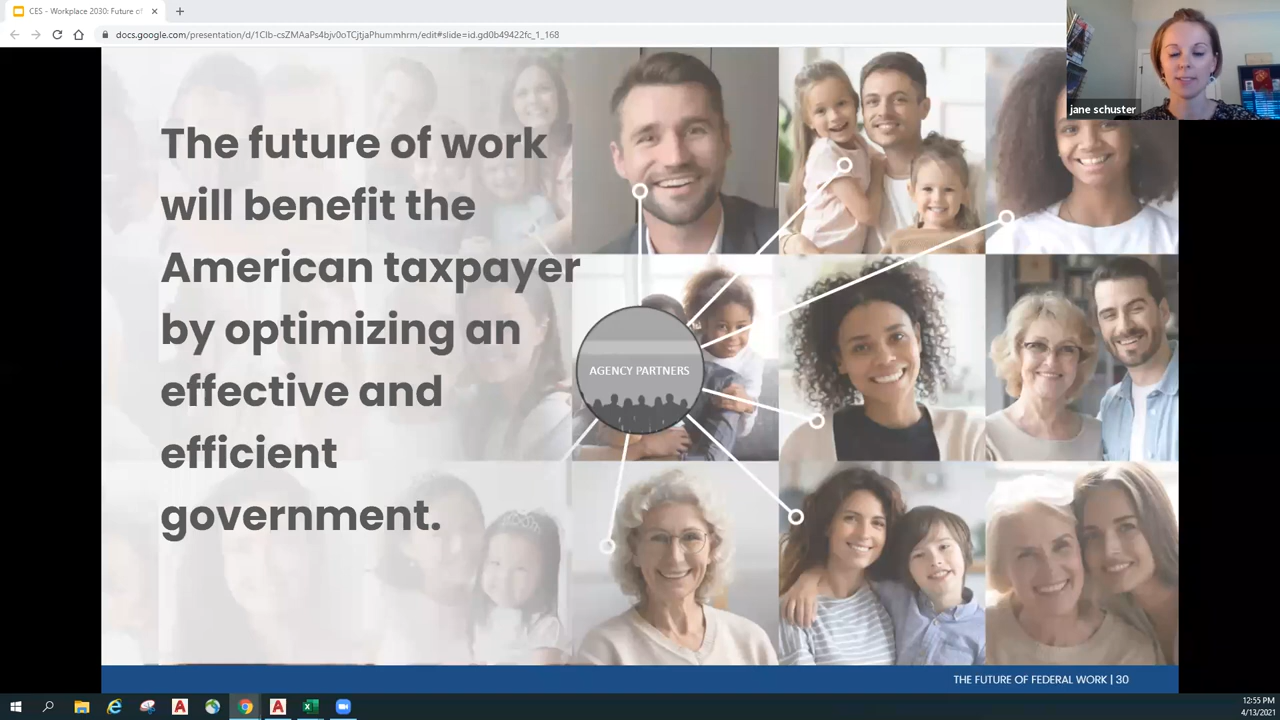 CES - Workplace 2030: Future of
docs.google.com/presentation/d/1CIb-csZMAaPs4bjv0oTCjtjaPhmnmhrm/edit#slide=id.gd0b49422fc_1_168
jane schuster
The future of work
will benefit the
American taxpayer
by optimizing an
effective and
efficient
government.
AGENCY PARTNERS
THE FUTURE OF FEDERAL WORK | 30
12:55 PM
4/13/2021